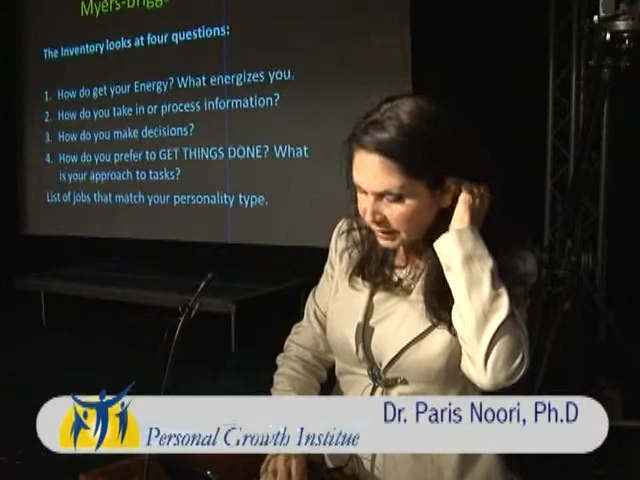 Myers-Briggs
The Inventory looks at four questions:
1. How do get your Energy? What energizes you.
2. How do you take in or process information?
3. How do you make decisions?
4. How do you prefer to GET THINGS DONE? What
is your approach to tasks?
List of jobs that match your personality type.
Dr. Paris Noori, Ph.D
Personal Growth Institue